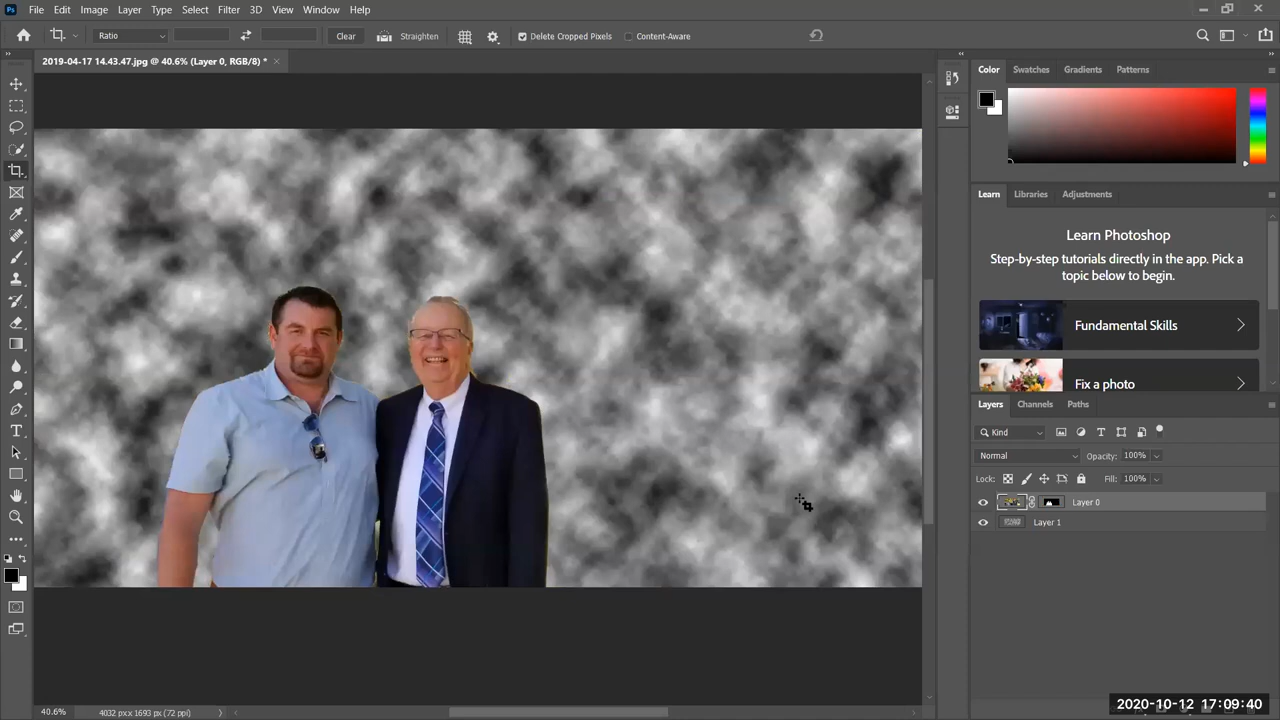 Ps File Edit Image Layer Type Select Filter 3D View Window Help
Ratio Clear Straighten Delete Cropped Pixels Content-Aware
2019-04-17 14.43.47.jpg @ 40.6% (Layer 0, RGB/8) *
Color Swatches Gradients Patterns
Learn Libraries Adjustments
Learn Photoshop
Step-by-step tutorials directly in the app. Pick a
topic below to begin.
Fundamental Skills
Fix a photo
Layers Channels Paths
Kind
Normal Opacity: 100%
Lock: Fill: 100%
Layer 0
Layer 1
40.6% 4032 px x 1693 px (72 ppi)
2020-10-12 17:09:40